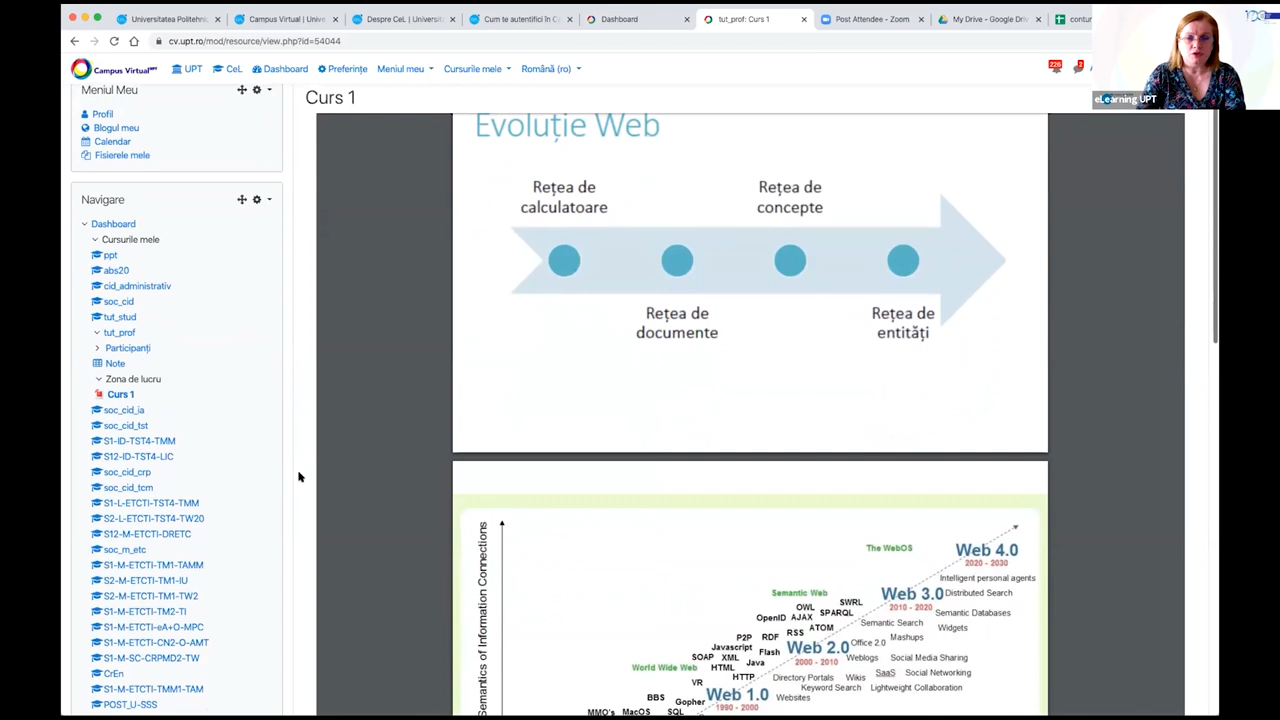 Universitatea Politehnic
Campus Virtual | Unive
Despre CeL | Universit
Cum te autentifici în C
Dashboard
tut_prof: Curs 1
Post Attendee - Zoom
My Drive - Google Driv
contur
cv.upt.ro/mod/resource/view.php?id=54044
Campus Virtual UPT
UPT
CeL
Dashboard
Preferințe
Meniul meu
Cursurile mele
Română (ro)
226
2
eLearning UPT
Meniul Meu
Profil
Blogul meu
Calendar
Fisierele mele
Navigare
Dashboard
Cursurile mele
ppt
abs20
cid_administrativ
soc_cid
tut_stud
tut_prof
Participanți
Note
Zona de lucru
Curs 1
soc_cid_ia
soc_cid_tst
S1-ID-TST4-TMM
S12-ID-TST4-LIC
soc_cid_crp
soc_cid_tcm
S1-L-ETCTI-TST4-TMM
S2-L-ETCTI-TST4-TW20
S12-M-ETCTI-DRETC
soc_m_etc
S1-M-ETCTI-TM1-TAMM
S2-M-ETCTI-TM1-IU
S2-M-ETCTI-TM1-TW2
S1-M-ETCTI-TM2-TI
S1-M-ETCTI-eA+O-MPC
S1-M-ETCTI-CN2-O-AMT
S1-M-SC-CRPMD2-TW
CrEn
S1-M-ETCTI-TMM1-TAM
POST_U-SSS
Curs 1
Evoluție Web
Rețea de
calculatoare
Rețea de
concepte
Rețea de
documente
Rețea de
entități
Semantics of Information Connections
The WebOS
Web 4.0
2020 - 2030
Intelligent personal agents
Semantic Web
Web 3.0
2010 - 2020
Distributed Search
OWL
SWRL
OpenID
AJAX
SPARQL
Semantic Databases
ATOM
Semantic Search
Widgets
P2P
RDF
RSS
Javascript
Flash
Web 2.0
2000 - 2010
Office 2.0
Mashups
SOAP
XML
Java
Weblogs
Social Media Sharing
World Wide Web
HTML
HTTP
Directory Portals
Wikis
SaaS
Social Networking
VR
Keyword Search
Lightweight Collaboration
BBS
Gopher
Web 1.0
1990 - 2000
Websites
MMO's
MacOS
SQL